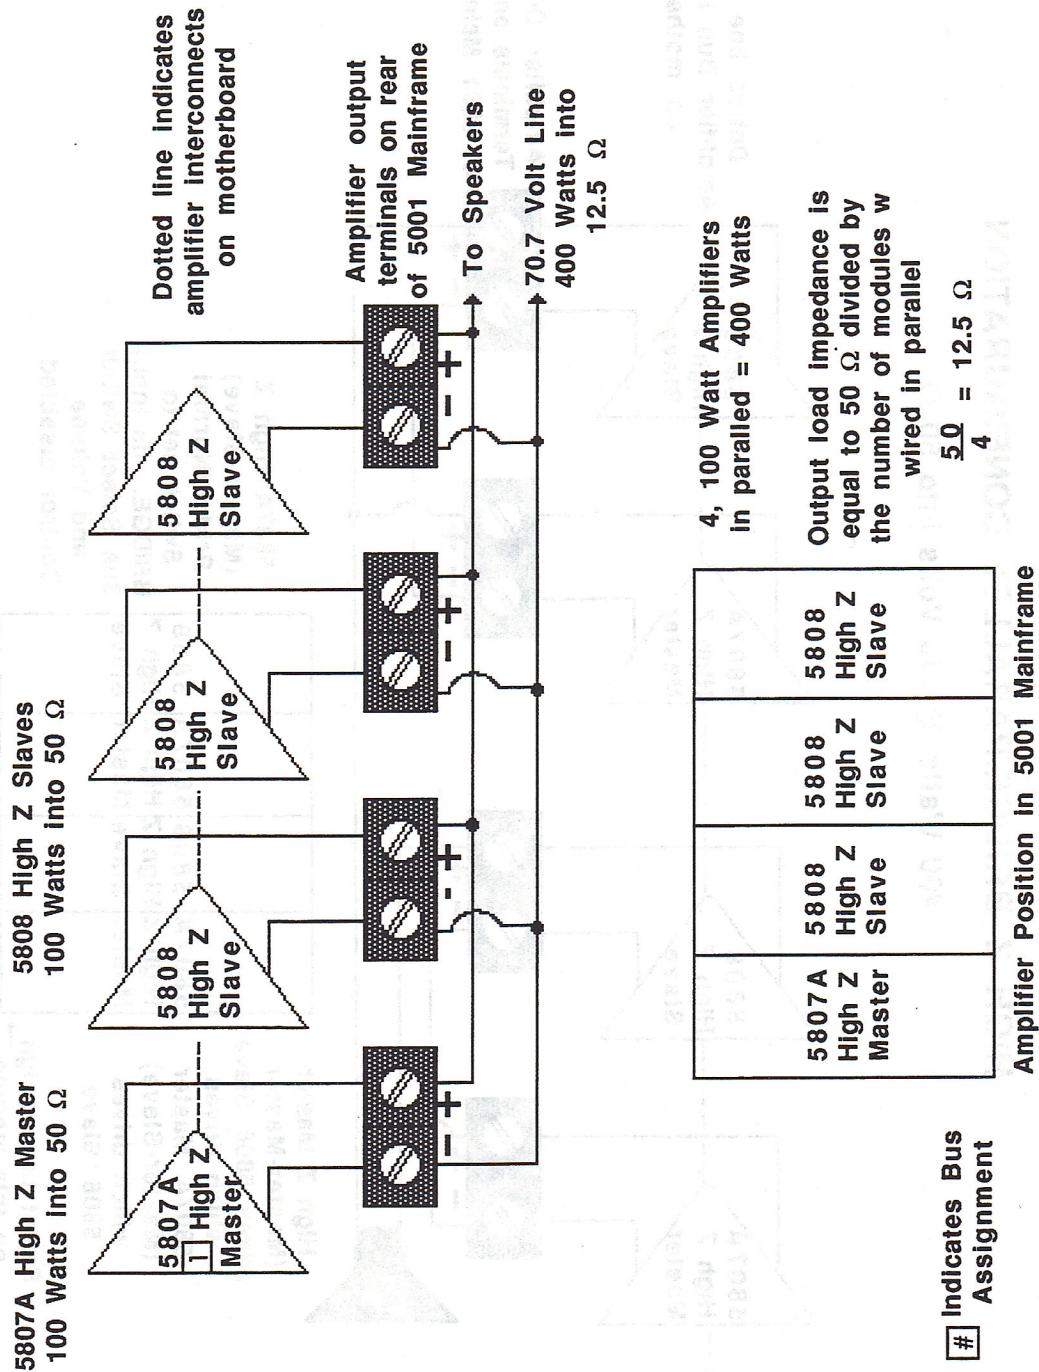 5807A High Z Master
100 Watts into 50 Ω
5808 High Z Slaves
100 Watts into 50 Ω
Dotted line indicates
amplifier interconnects
on motherboard
5807A
1 High Z
Master
5808
High Z
Slave
5808
High Z
Slave
5808
High Z
Slave
Amplifier output
terminals on rear
of 5001 Mainframe
- +
- +
- +
- +
To Speakers
70.7 Volt Line
400 Watts into
12.5 Ω
4, 100 Watt Amplifiers
in paralled = 400 Watts
5807A
High Z
Master
5808
High Z
Slave
5808
High Z
Slave
5808
High Z
Slave
Output load impedance is
equal to 50 Ω divided by
the number of modules w
wired in parallel
50
= 12.5 Ω
4
# Indicates Bus
Assignment
Amplifier Position in 5001 Mainframe